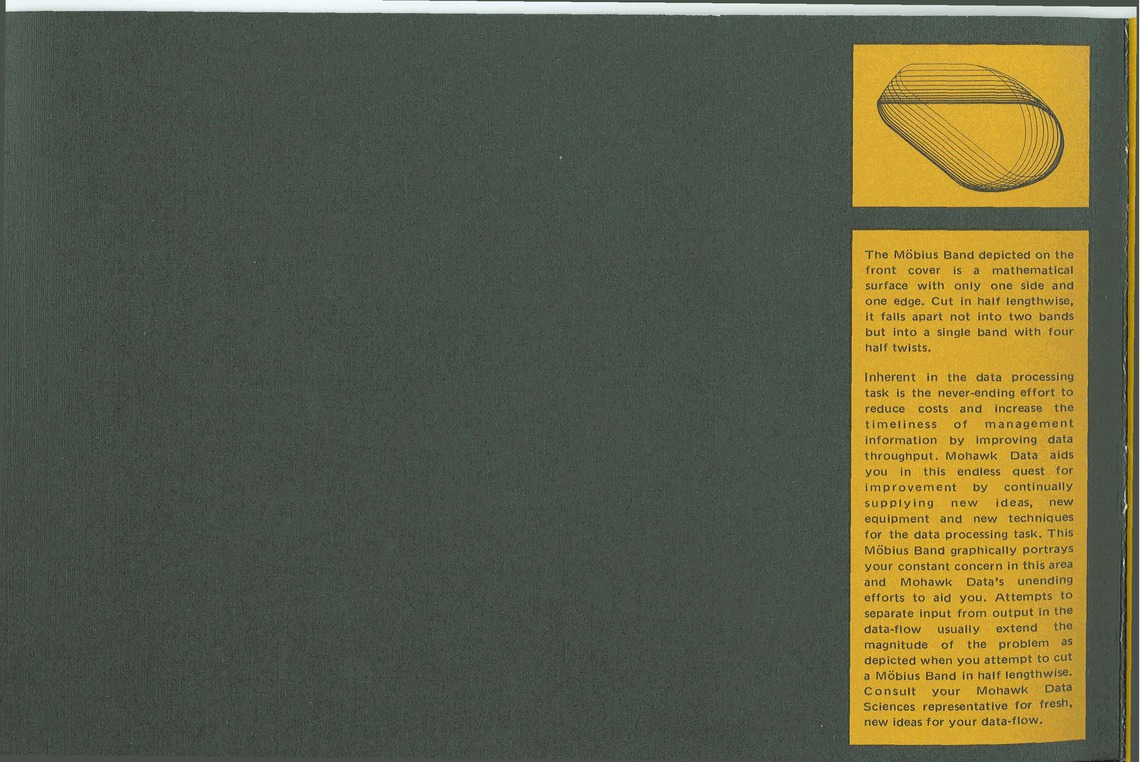 The Möbius Band depicted on the
front cover is a mathematical
surface with only one side and
one edge. Cut in half lengthwise,
it falls apart not into two bands
but into a single band with four
half twists.
Inherent in the data processing
task is the never-ending effort to
reduce costs and increase the
timeliness of management
information by improving data
throughput. Mohawk Data aids
you in this endless quest for
improvement by continually
supplying new ideas, new
equipment and new techniques
for the data processing task. This
Möbius Band graphically portrays
your constant concern in this area
and Mohawk Data's unending
efforts to aid you. Attempts to
separate input from output in the
data-flow usually extend the
magnitude of the problem as
depicted when you attempt to cut
a Möbius Band in half lengthwise.
Consult your Mohawk Data
Sciences representative for fresh,
new ideas for your data-flow.